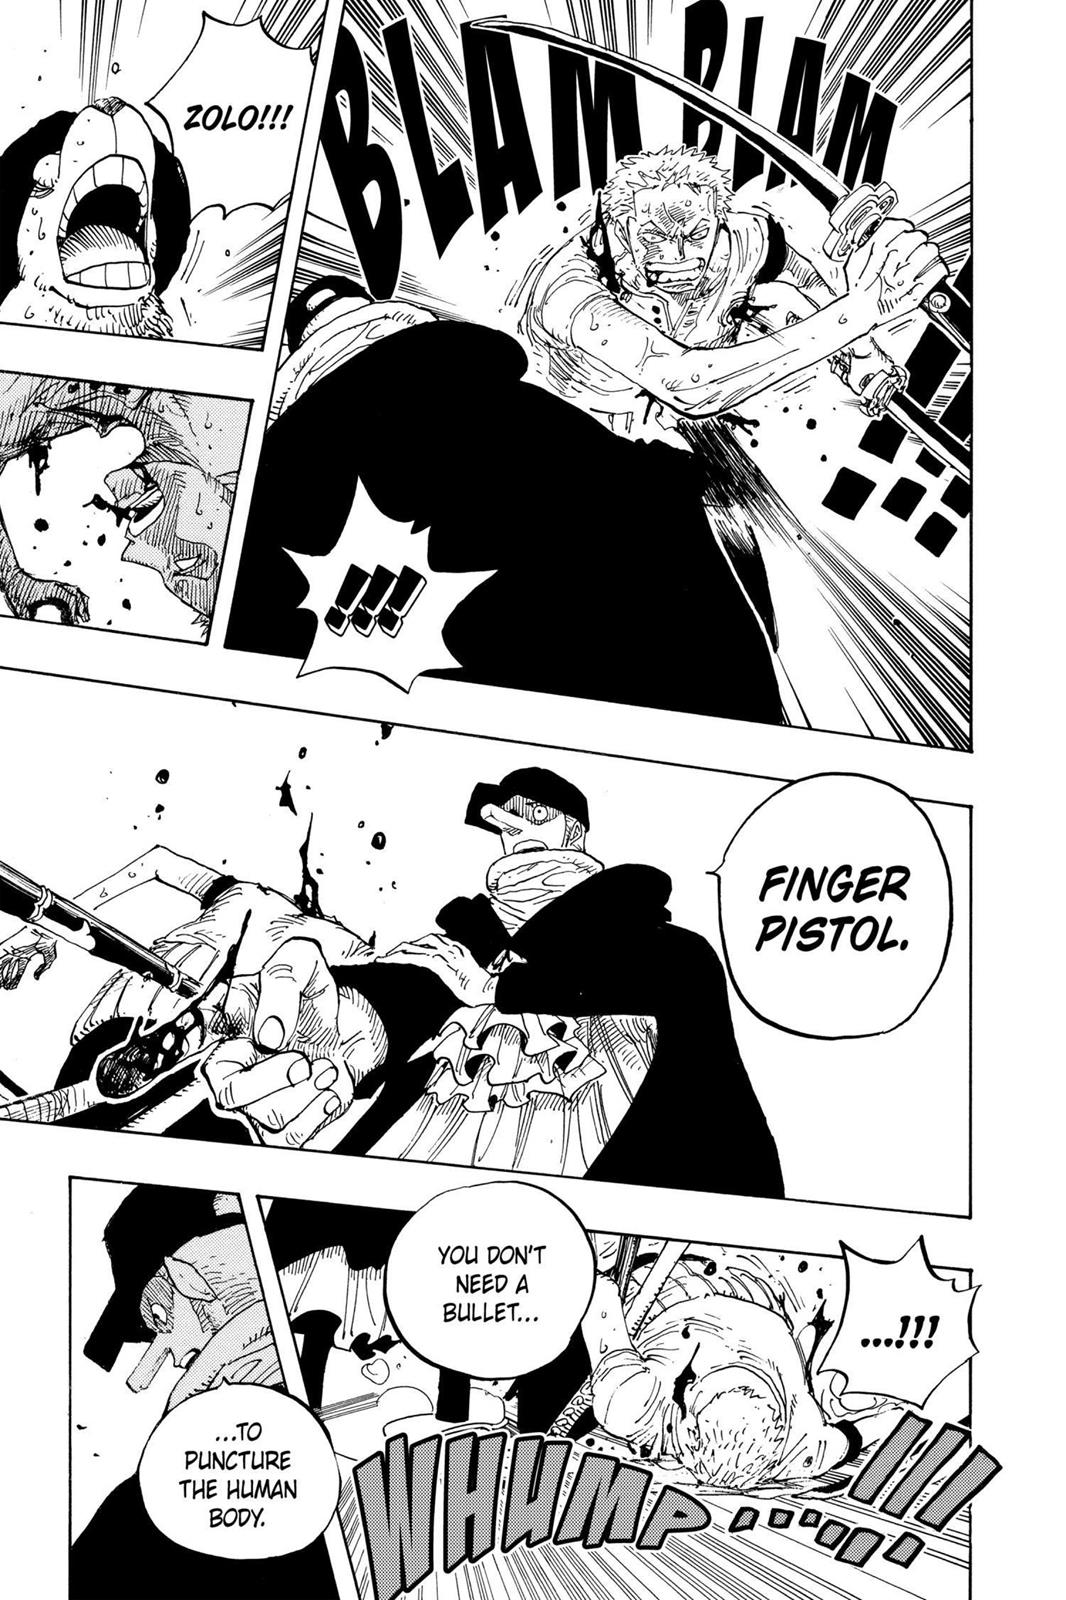 BLAM BLAM
ZOLO!!!
!!!!
FINGER
PISTOL.
...!!!
YOU DON'T
NEED A
BULLET...
WHUMP......!!!
...TO
PUNCTURE
THE HUMAN
BODY.